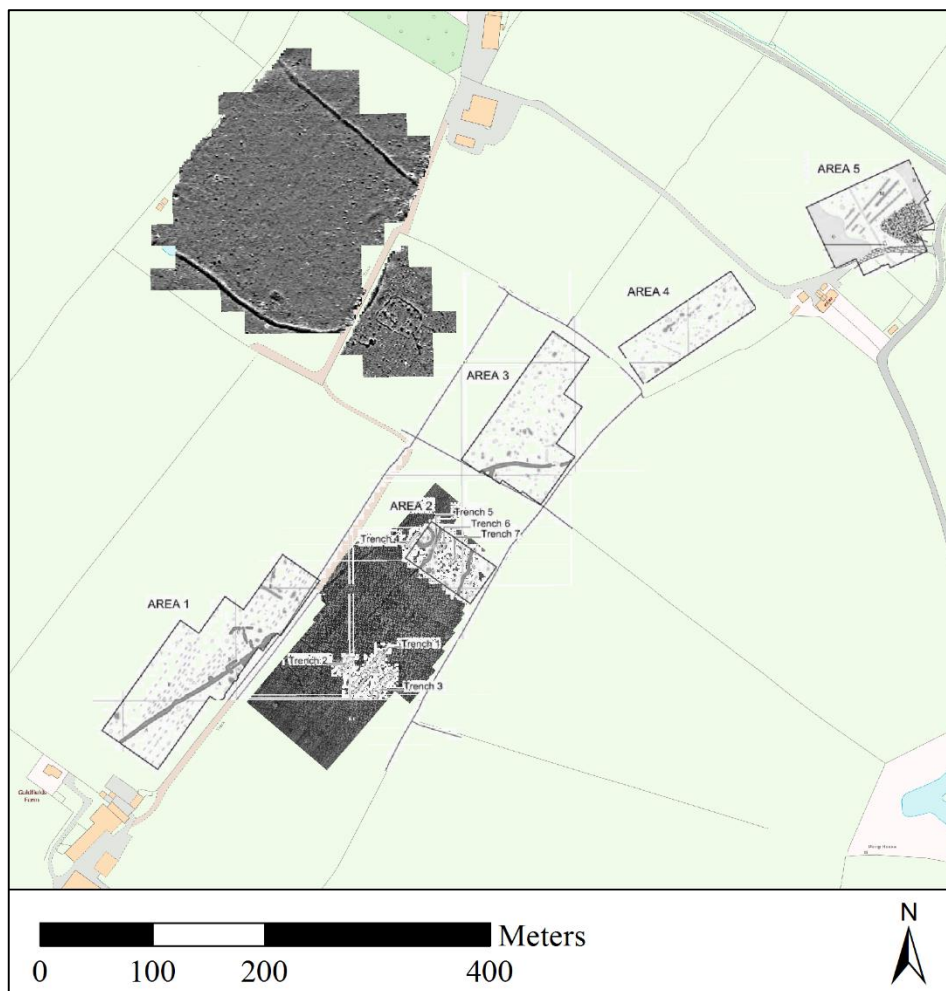 AREA 5
AREA 4
AREA 3
AREA 2
Trench 5
Trench 6
Trench 7
Trench 4
AREA 1
Trench 1
Trench 2
Trench 3
Farm
Meters
0
100
200
400
N